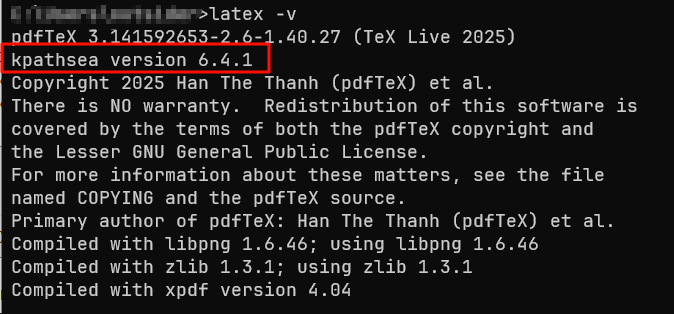 >latex -v
pdfTeX 3.141592653-2.6-1.40.27 (TeX Live 2025)
kpathsea version 6.4.1
Copyright 2025 Han The Thanh (pdfTeX) et al.
There is NO warranty.  Redistribution of this software is
covered by the terms of both the pdfTeX copyright and
the Lesser GNU General Public License.
For more information about these matters, see the file
named COPYING and the pdfTeX source.
Primary author of pdfTeX: Han The Thanh (pdfTeX) et al.
Compiled with libpng 1.6.46; using libpng 1.6.46
Compiled with zlib 1.3.1; using zlib 1.3.1
Compiled with xpdf version 4.04